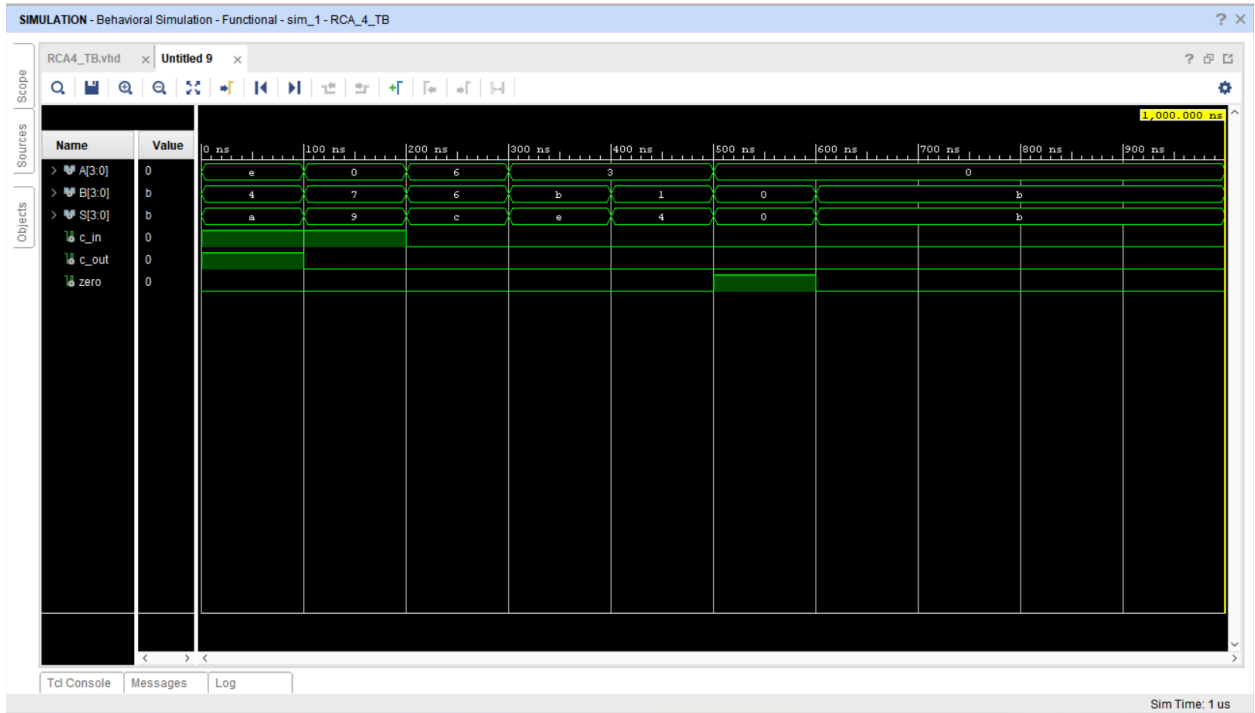 SIMULATION - Behavioral Simulation - Functional - sim_1 - RCA_4_TB
RCA4_TB.vhd Untitled 9
Scope
Sources
Objects
1,000.000 ns
Name Value 0 ns 100 ns 200 ns 300 ns 400 ns 500 ns 600 ns 700 ns 800 ns 900 ns
A[3:0] 0 e 0 6 3 0
B[3:0] b 4 7 6 b 1 0 b
S[3:0] b a 9 c e 4 0 b
c_in 0
c_out 0
zero 0
Tcl Console Messages Log
Sim Time: 1 us